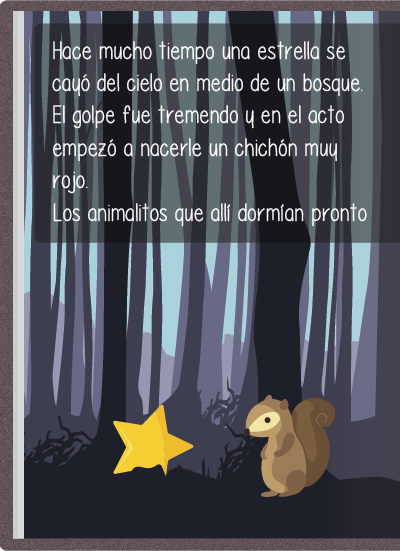 Hace mucho tiempo una estrella se
cayó del cielo en medio de un bosque.
El golpe fue tremendo y en el acto
empezó a nacerle un chichón muy
rojo.
Los animalitos que allí dormían pronto